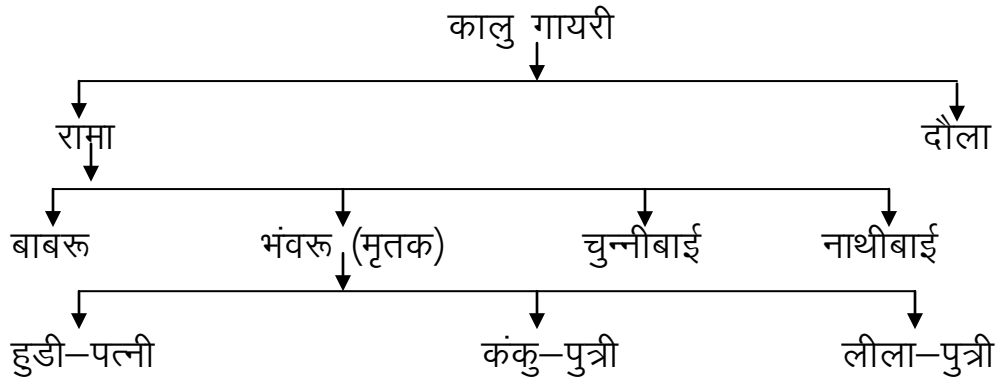 कालु गायरी
रामा दौला
बाबरू भंवरू (मृतक) चुन्नीबाई नाथीबाई
हुडी–पत्नी कंकु–पुत्री लीला–पुत्री